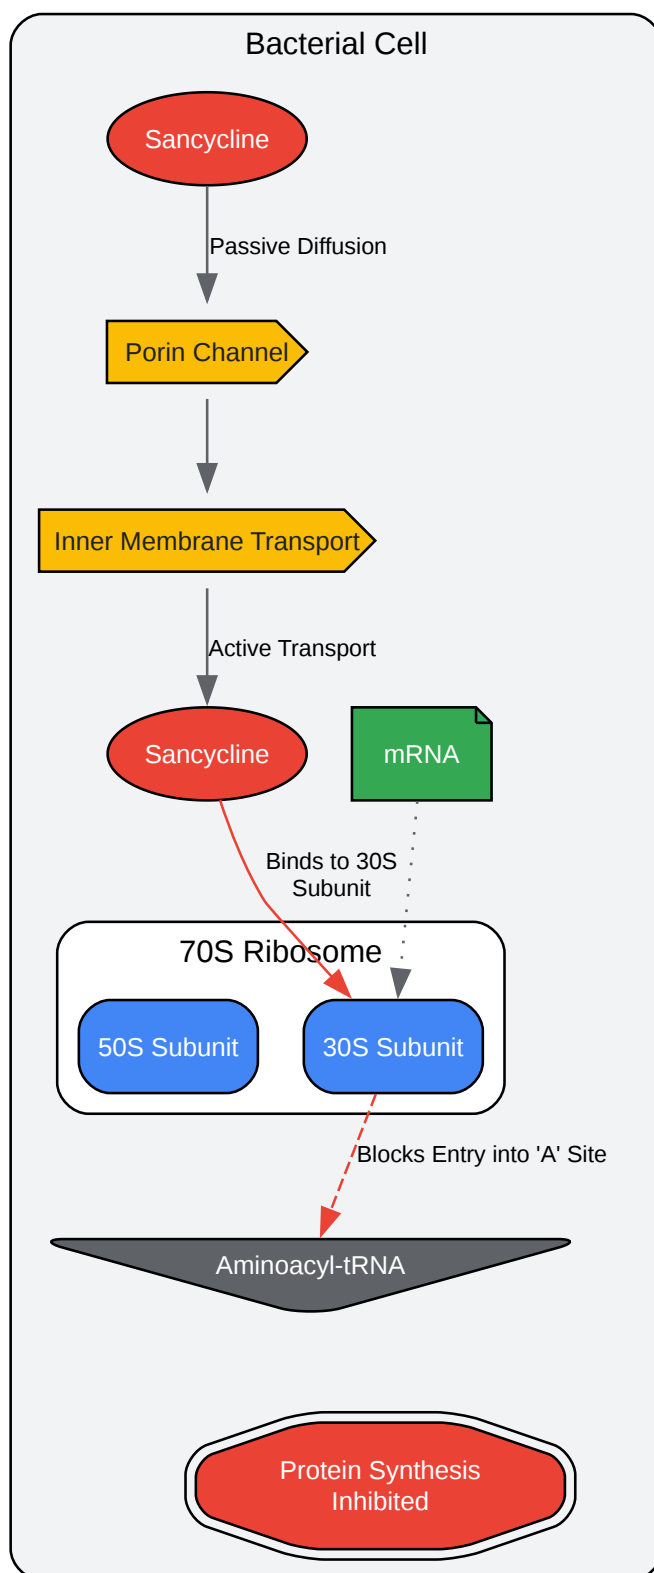 Bacterial Cell
Sancycline
Passive Diffusion
Porin Channel
Inner Membrane Transport
Active Transport
Sancycline
mRNA
Binds to 30S
Subunit
70S Ribosome
50S Subunit
30S Subunit
Blocks Entry into 'A' Site
Aminoacyl-tRNA
Protein Synthesis
Inhibited